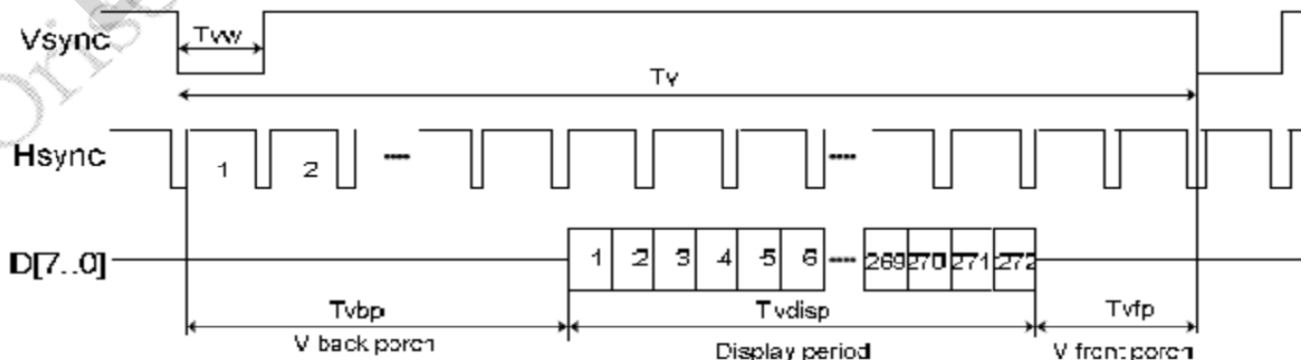 Vsync
Tvw
Tv
Hsync
1 2 ---- ----
D[7..0]
1 2 3 4 5 6 ---- 269 270 271 272
Tvbp Tvdisp Tvfp
V back porch Display period V front porch